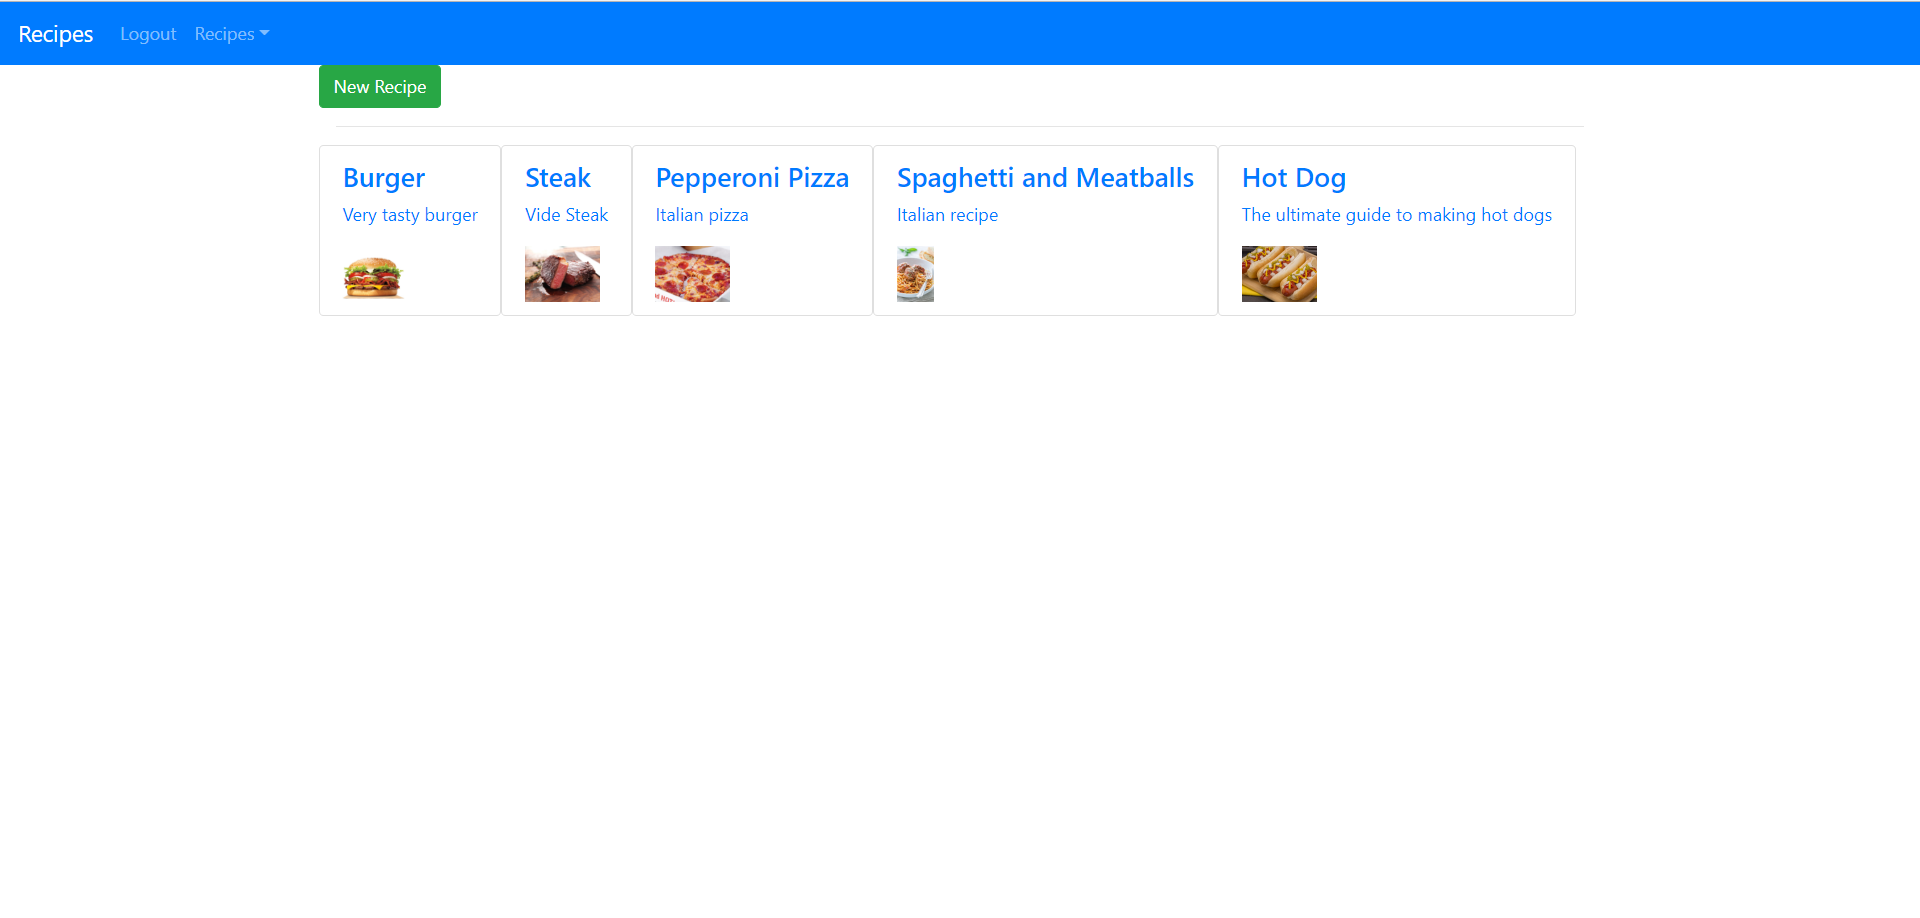 Recipes Logout Recipes
New Recipe
Burger
Very tasty burger
Steak
Vide Steak
Pepperoni Pizza
Italian pizza
Spaghetti and Meatballs
Italian recipe
Hot Dog
The ultimate guide to making hot dogs